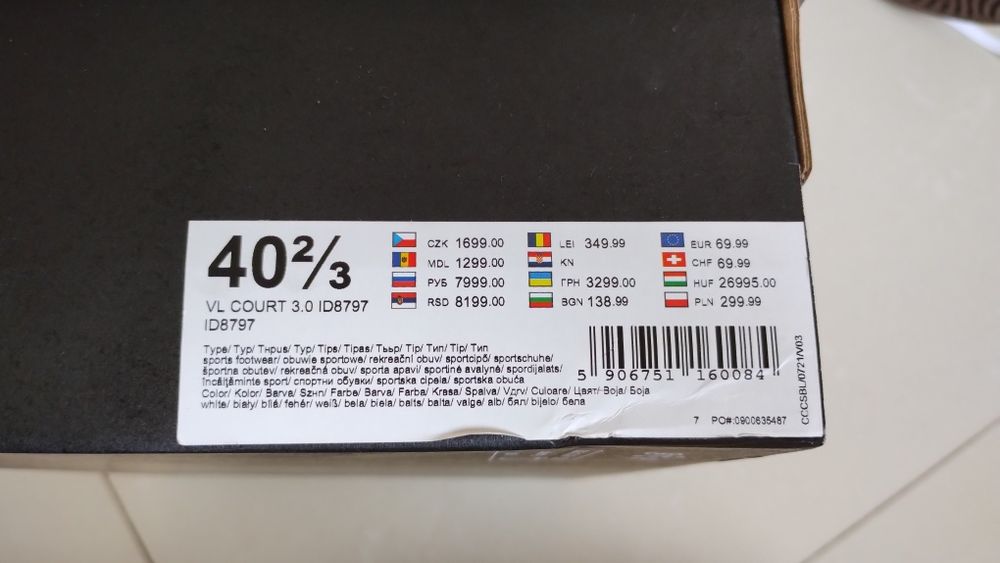 40⅔
VL COURT 3.0 ID8797
ID8797
CZK 1699.00
MDL 1299.00
РУБ 7999.00
RSD 8199.00
LEI 349.99
KN
ГРН 3299.00
BGN 138.99
EUR 69.99
CHF 69.99
HUF 26995.00
PLN 299.99
Type/ Typ/ Típus/ Typ/ Tips/ Tipas/ Tip/ Тип/ Tip/ Тип
sports footwear/ obuwie sportowe/ rekreační obuv/ sportcipő/ sportschuhe/
športna obutev/ rekreačná obuv/ sporta apavi/ sportinė avalynė/ spordijalats/
încălțăminte sport/ спортни обувки/ sportska cipela/ sportska obuća
Color/ Kolor/ Barva/ Farbe/ Barva/ Farba/ Krasa/ Spalva/ Culoare/ Цвят/ Boja/ Боја
white/ biały/ bílá/ fehér/ weiß/ bela/ biela/ balts/ balta/ valge/ alb/ бял/ bijelo/ бела
5 906751 160084
7 PO#:0900635487
CCCSBL/0721/V03